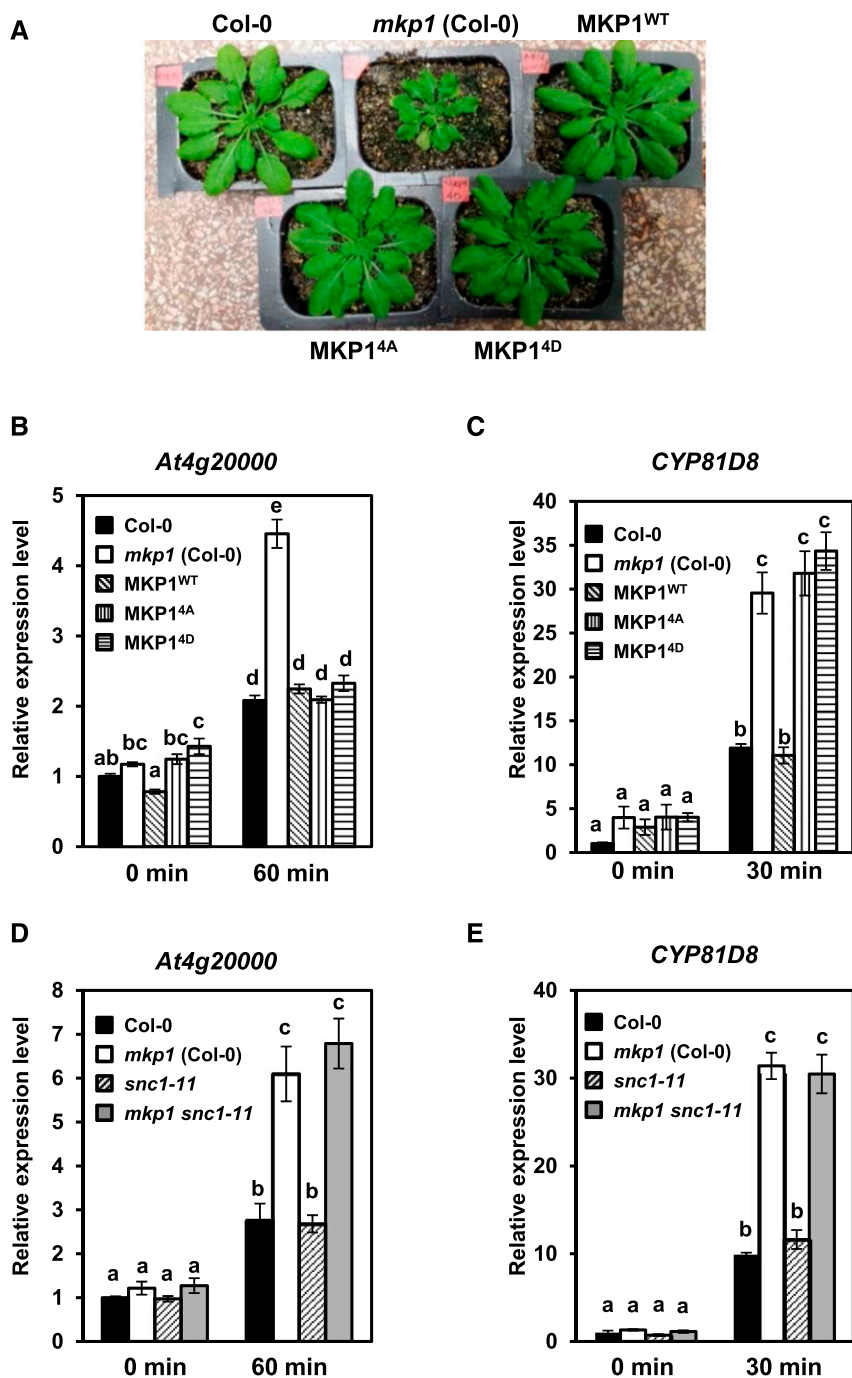 A
Col-0 mkp1 (Col-0) MKP1WT
MKP14A MKP14D
B
At4g20000
Relative expression level
5
4
3
2
1
0
Col-0
mkp1 (Col-0)
MKP1WT
MKP14A
MKP14D
ab bc a bc c
d e d d d
0 min 60 min
C
CYP81D8
Relative expression level
40
35
30
25
20
15
10
5
0
Col-0
mkp1 (Col-0)
MKP1WT
MKP14A
MKP14D
a a a a a
b c b c c
0 min 30 min
D
At4g20000
Relative expression level
8
7
6
5
4
3
2
1
0
Col-0
mkp1 (Col-0)
snc1-11
mkp1 snc1-11
a a a a
b c b c
0 min 60 min
E
CYP81D8
Relative expression level
40
30
20
10
0
Col-0
mkp1 (Col-0)
snc1-11
mkp1 snc1-11
a a a a
b c b c
0 min 30 min